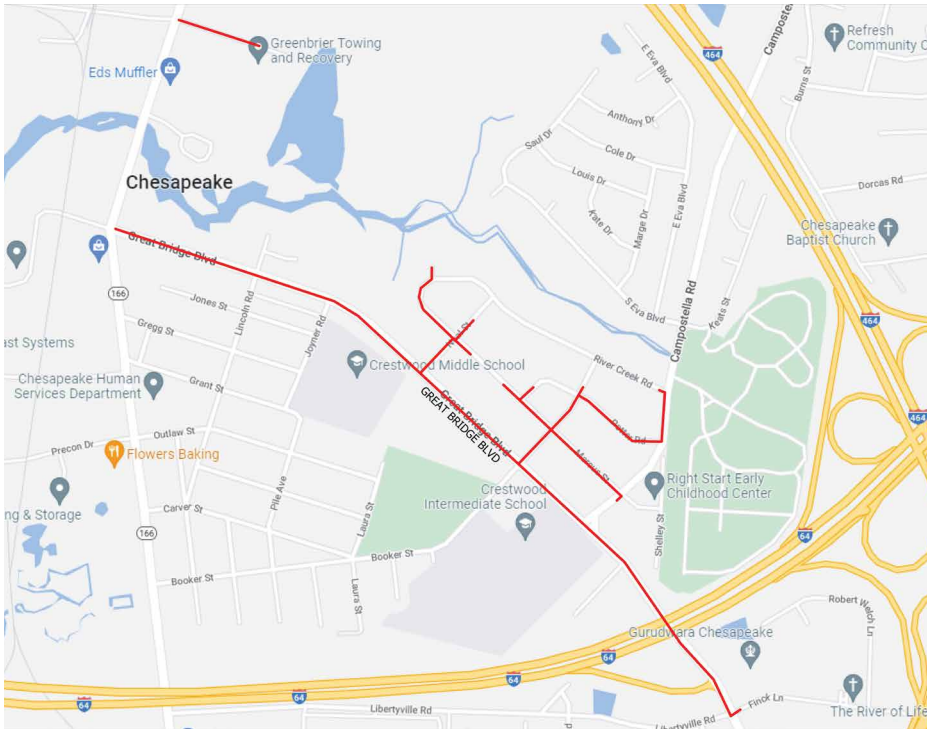 464
Campostella
Refresh
Community C
Greenbrier Towing
and Recovery
Eds Muffler
E Eva Blvd
Burns St
Anthony Dr
Saul Dr
Cole Dr
Louis Dr
Dorcas Rd
Chesapeake
E Eva Blvd
Kate Dr
Marge Dr
Chesapeake
Baptist Church
Great Bridge Blvd
166
Jones St
Lincoln Rd
S Eva Blvd
Keats St
Campostella Rd
464
Gregg St
Joyner Rd
ast Systems
Crestwood Middle School
River Creek Rd
Chesapeake Human
Services Department
Grant St
Great Bridge Blvd
GREAT BRIDGE BLVD
464
Precon Dr
Outlaw St
Flowers Baking
Marcus St
Right Start Early
Childhood Center
Crestwood
Intermediate School
ng & Storage
Carver St
Pile Ave
Laura St
166
Booker St
Shelley St
64
Booker St
Laura St
Robert Welch Ln
Gurudwara Chesapeake
64
64
64
64
Libertyville Rd
Libertyville Rd
Finck Ln
The River of Life